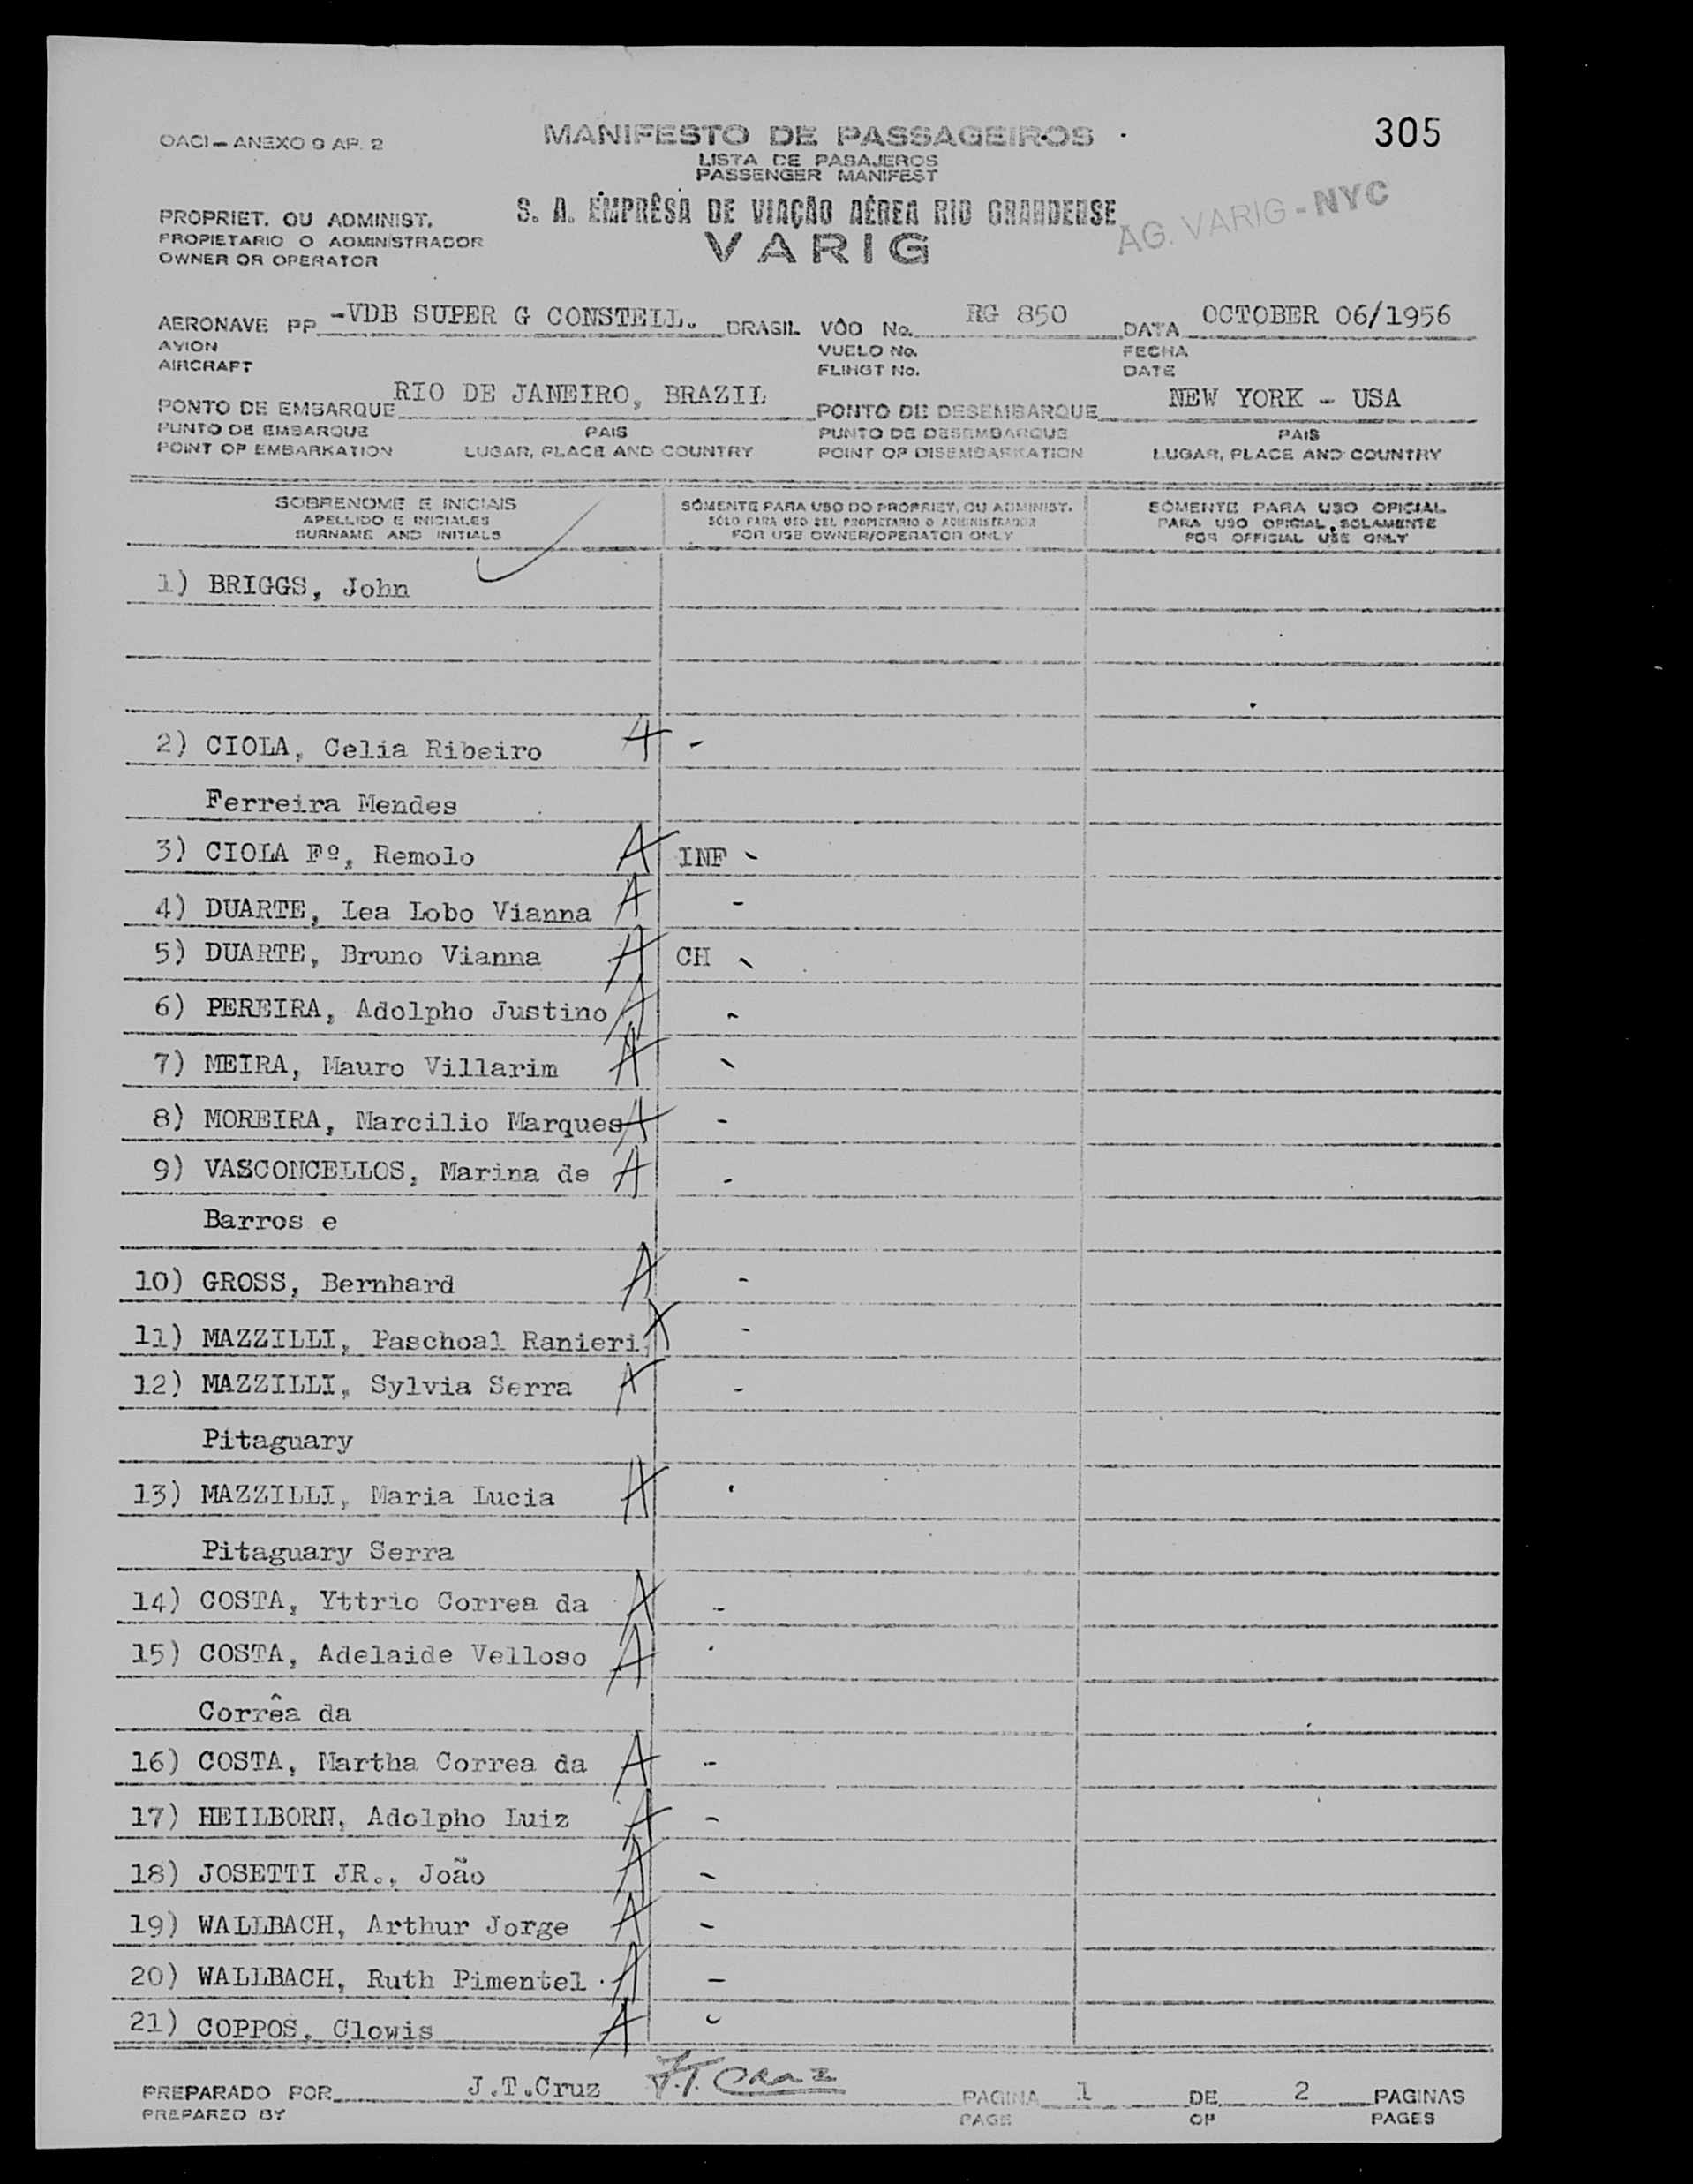 305
OACI - ANEXO 9 AP. 2
MANIFESTO DE PASSAGEIROS
LISTA DE PASAJEROS
PASSENGER MANIFEST
PROPRIET. OU ADMINIST.
PROPIETARIO O ADMINISTRADOR
OWNER OR OPERATOR
S. A. EMPRÊSA DE VIAÇÃO AÉREA RIO GRANDENSE
VARIG
AG. VARIG - NYC
AERONAVE PP -VDB SUPER G CONSTELL. BRASIL VÔO No. RG 850 DATA OCTOBER 06/1956
AVION VUELO No. FECHA
AIRCRAFT FLIHGT No. DATE
PONTO DE EMBARQUE RIO DE JANEIRO, BRAZIL PONTO DE DESEMBARQUE NEW YORK - USA
PUNTO DE EMBARQUE PAIS PUNTO DE DESEMBARQUE PAIS
POINT OF EMBARKATION LUGAR, PLACE AND COUNTRY POINT OF DISEMBARKATION LUGAR, PLACE AND COUNTRY
SOBRENOME E INICIAIS SÓMENTE PARA USO DO PROPRIET. OU ADMINIST. SÓMENTE PARA USO OFICIAL
APELLIDO E INICIALES SÓLO PARA USO DEL PROPIETARIO O ADMINISTRADOR PARA USO OFICIAL SOLAMENTE
SURNAME AND INITIALS FOR USE OWNER/OPERATOR ONLY FOR OFFICIAL USE ONLY
1) BRIGGS, John
2) CIOLA, Celia Ribeiro A -
Ferreira Mendes
3) CIOLA Fº, Remolo A INF -
4) DUARTE, Lea Lobo Vianna A -
5) DUARTE, Bruno Vianna A CH -
6) PEREIRA, Adolpho Justino A -
7) MEIRA, Mauro Villarim A -
8) MOREIRA, Marcilio Marques A -
9) VASCONCELLOS, Marina de A -
Barros e
10) GROSS, Bernhard A -
11) MAZZILLI, Paschoal Ranieri A -
12) MAZZILLI, Sylvia Serra A -
Pitaguary
13) MAZZILLI, Maria Lucia A
Pitaguary Serra
14) COSTA, Yttrio Correa da A -
15) COSTA, Adelaide Velloso A
Corrêa da
16) COSTA, Martha Correa da A -
17) HEILBORN, Adolpho Luiz A -
18) JOSETTI JR., João A -
19) WALLBACH, Arthur Jorge A -
20) WALLBACH, Ruth Pimentel A -
21) COPPOS, Clowis A -
PREPARADO POR J.T.Cruz J.T. Cruz PAGINA 1 DE 2 PAGINAS
PREPARED BY PAGE OF PAGES